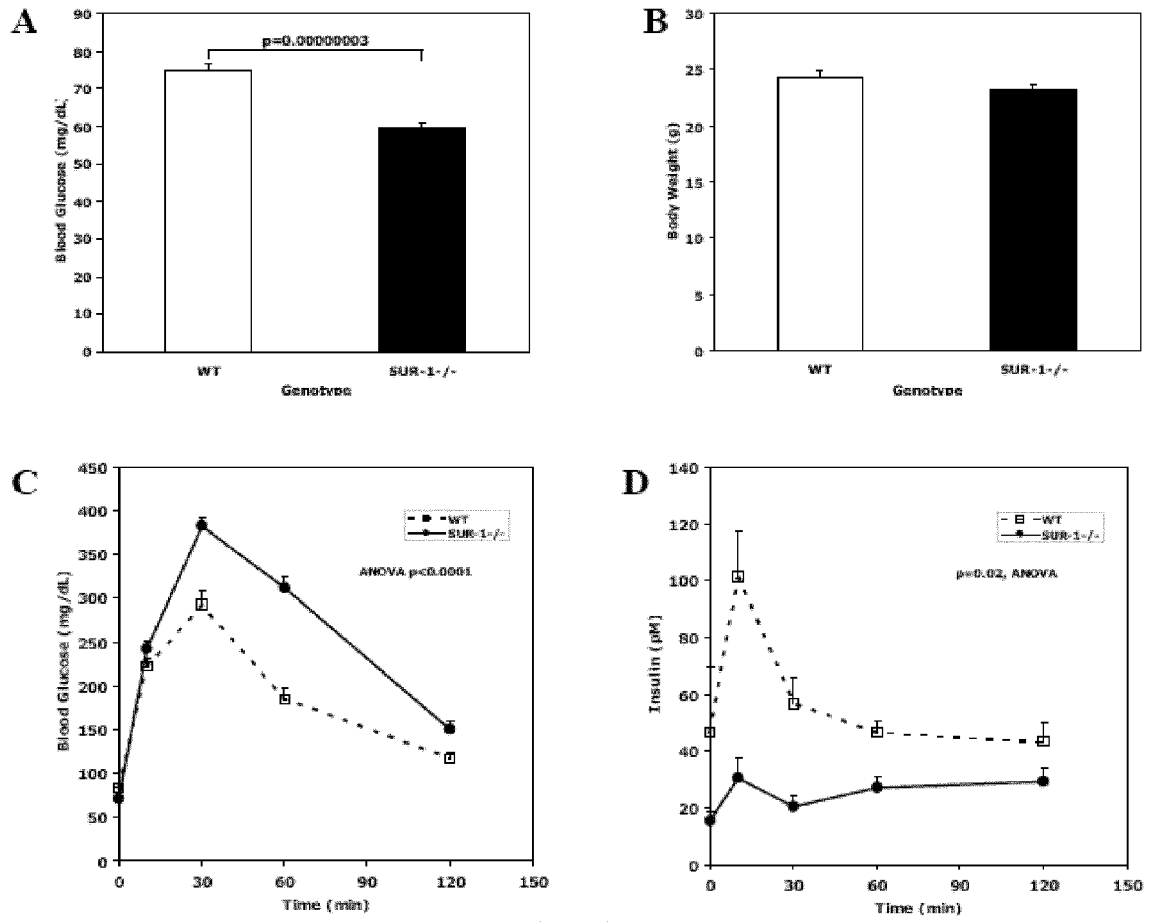 A
90
80
70
60
50
40
30
20
10
0
Blood Glucose (mg/dL)
p=0.00000003
WT SUR-1-/-
Genotype
B
30
25
20
15
10
5
0
Body Weight (g)
WT SUR-1-/-
Genotype
C
450
400
350
300
250
200
150
100
50
0
Blood Glucose (mg/dL)
WT
SUR-1-/-
ANOVA p<0.0001
0 30 60 90 120 150
Time (min)
D
140
120
100
80
60
40
20
0
Insulin (pM)
WT
SUR-1-/-
p=0.02, ANOVA
0 30 60 90 120 150
Time (min)